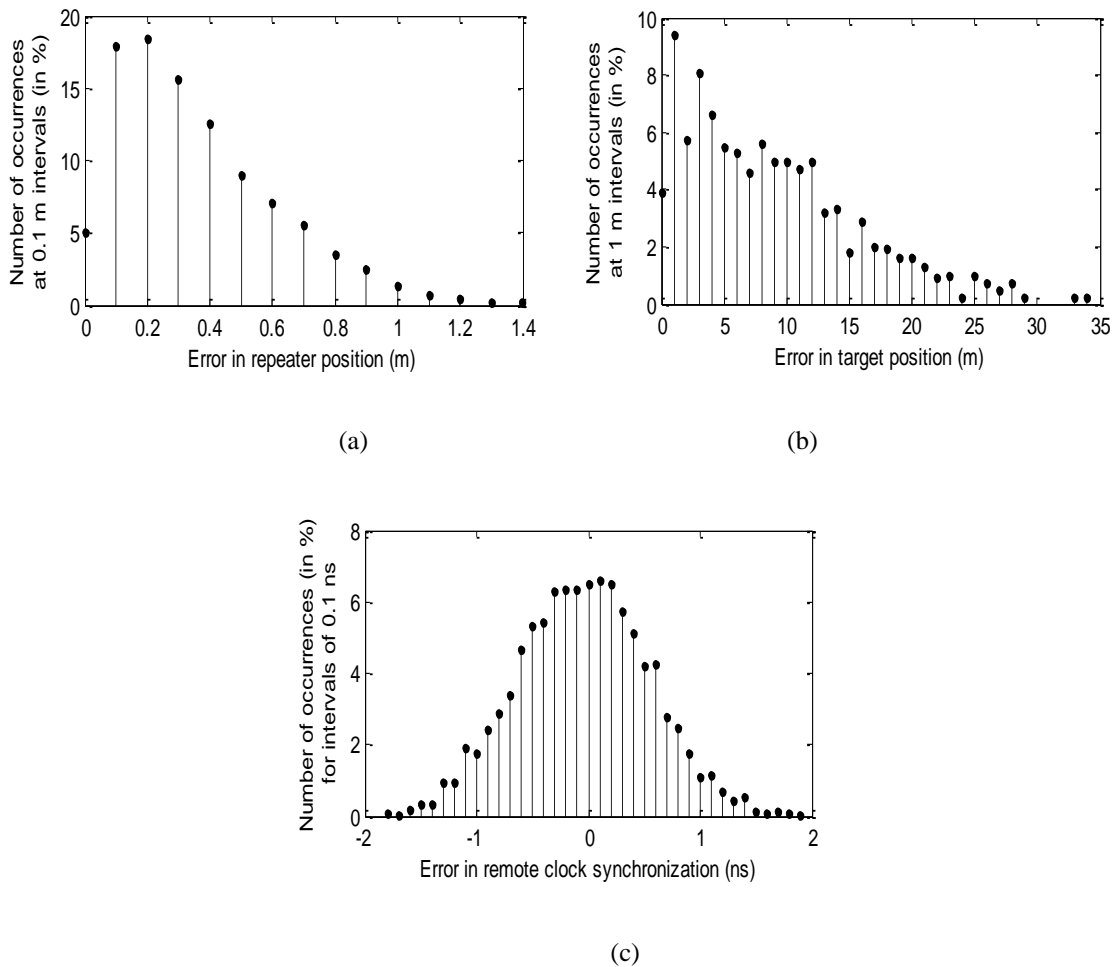 20
15
10
5
0
Number of occurrences
at 0.1 m intervals (in %)
0 0.2 0.4 0.6 0.8 1 1.2 1.4
Error in repeater position (m)
(a)
10
8
6
4
2
0
Number of occurrences
at 1 m intervals (in %)
0 5 10 15 20 25 30 35
Error in target position (m)
(b)
8
6
4
2
0
Number of occurrences (in %)
for intervals of 0.1 ns
-2 -1 0 1 2
Error in remote clock synchronization (ns)
(c)